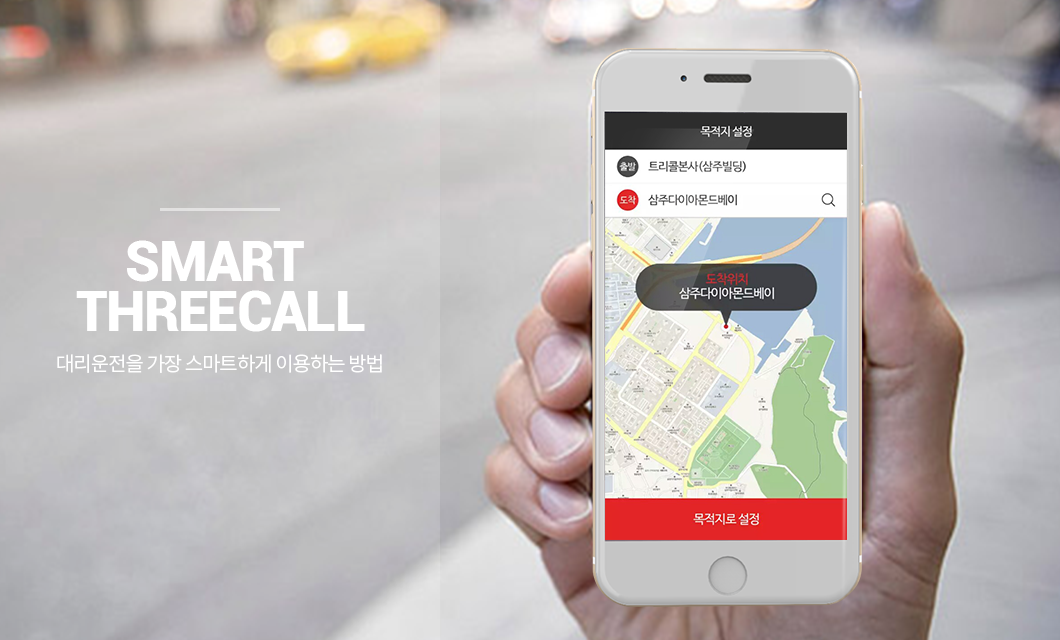 SMART
THREECALL
대리운전을 가장 스마트하게 이용하는 방법
목적지 설정
출발 트리콜본사(삼주빌딩)
도착 삼주다이아몬드베이
도착위치
삼주다이아몬드베이
목적지로 설정